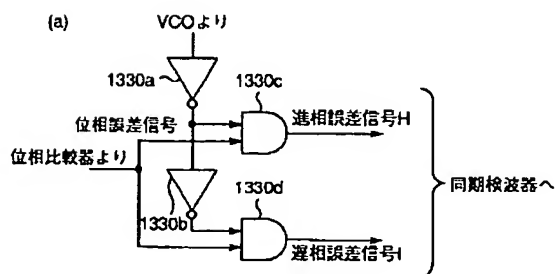 (a)
VCOより
1330a
1330c
位相誤差信号
進相誤差信号H
位相比較器より
同期検波器へ
1330b
1330d
遅相誤差信号I